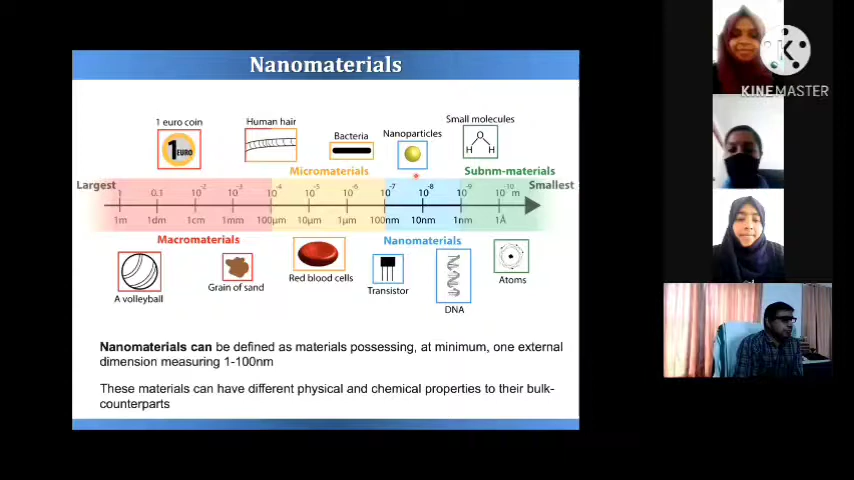 Nanomaterials
K
KINEMASTER
1 euro coin
Human hair
Bacteria
Nanoparticles
Small molecules
1
EURO
O
H H
Micromaterials
Subnm-materials
Largest
Smallest
1 0.1 10-2 10-3 10-4 10-5 10-6 10-7 10-8 10-9 10-10 m
1m 1dm 1cm 1mm 100µm 10µm 1µm 100nm 10nm 1nm 1Å
Macromaterials
Nanomaterials
A volleyball
Grain of sand
Red blood cells
Transistor
DNA
Atoms
Nanomaterials can be defined as materials possessing, at minimum, one external
dimension measuring 1-100nm
These materials can have different physical and chemical properties to their bulk-
counterparts